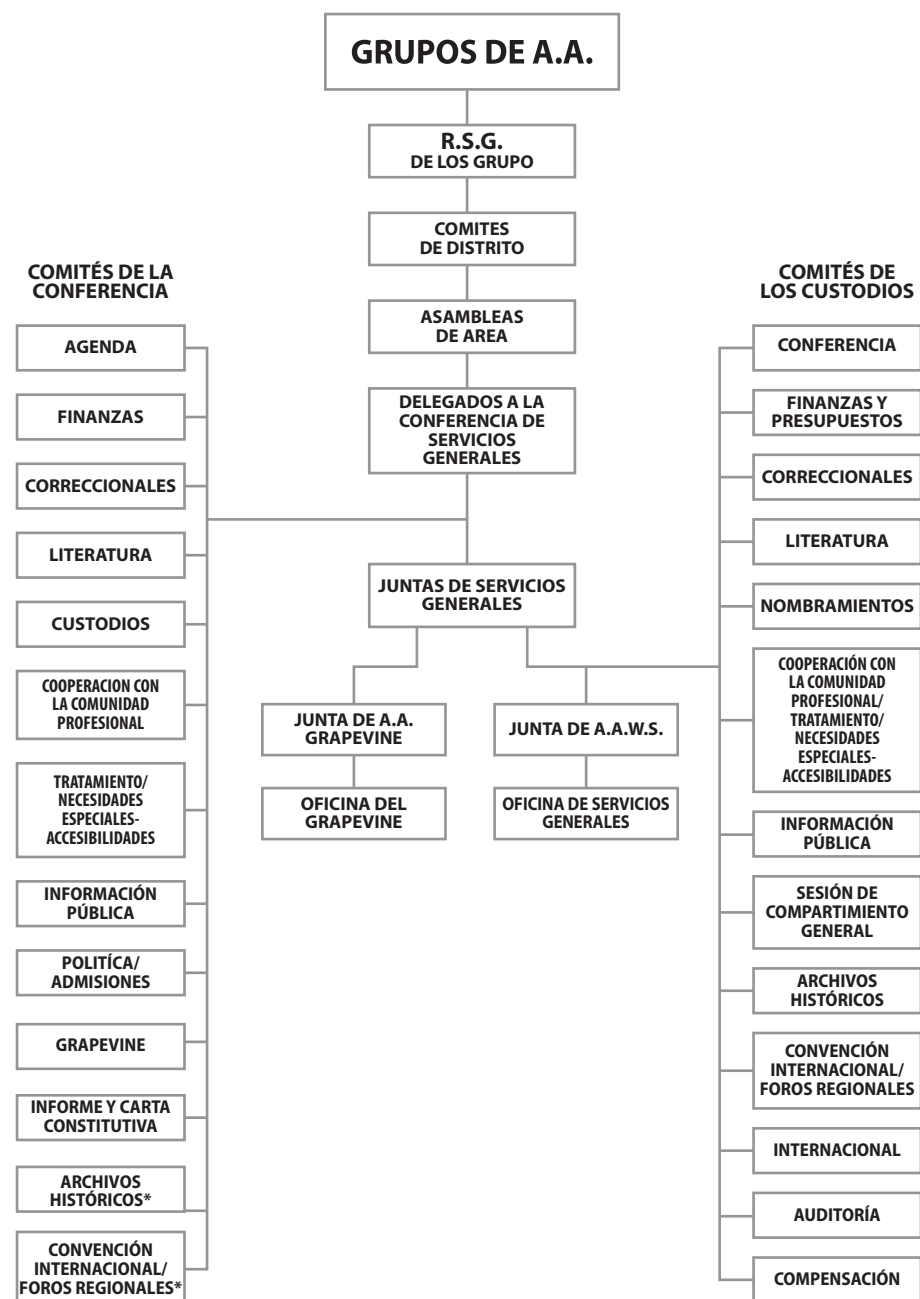 GRUPOS DE A.A.
R.S.G.
DE LOS GRUPO
COMITES
DE DISTRITO
ASAMBLEAS
DE AREA
DELEGADOS A LA
CONFERENCIA DE
SERVICIOS
GENERALES
JUNTAS DE SERVICIOS
GENERALES
JUNTA DE A.A.
GRAPEVINE
OFICINA DEL
GRAPEVINE
JUNTA DE A.A.W.S.
OFICINA DE SERVICIOS
GENERALES
COMITÉS DE LA
CONFERENCIA
AGENDA
FINANZAS
CORRECCIONALES
LITERATURA
CUSTODIOS
COOPERACION CON
LA COMUNIDAD
PROFESIONAL
TRATAMIENTO/
NECESIDADES
ESPECIALES-
ACCESIBILIDADES
INFORMACIÓN
PÚBLICA
POLITÍCA/
ADMISIONES
GRAPEVINE
INFORME Y CARTA
CONSTITUTIVA
ARCHIVOS
HISTÓRICOS*
CONVENCIÓN
INTERNACIONAL/
FOROS REGIONALES*
COMITÉS DE
LOS CUSTODIOS
CONFERENCIA
FINANZAS Y
PRESUPUESTOS
CORRECCIONALES
LITERATURA
NOMBRAMIENTOS
COOPERACIÓN CON
LA COMUNIDAD
PROFESIONAL/
TRATAMIENTO/
NECESIDADES
ESPECIALES-
ACCESIBILIDADES
INFORMACIÓN
PÚBLICA
SESIÓN DE
COMPARTIMIENTO
GENERAL
ARCHIVOS
HISTÓRICOS
CONVENCIÓN
INTERNACIONAL/
FOROS REGIONALES
INTERNACIONAL
AUDITORÍA
COMPENSACIÓN